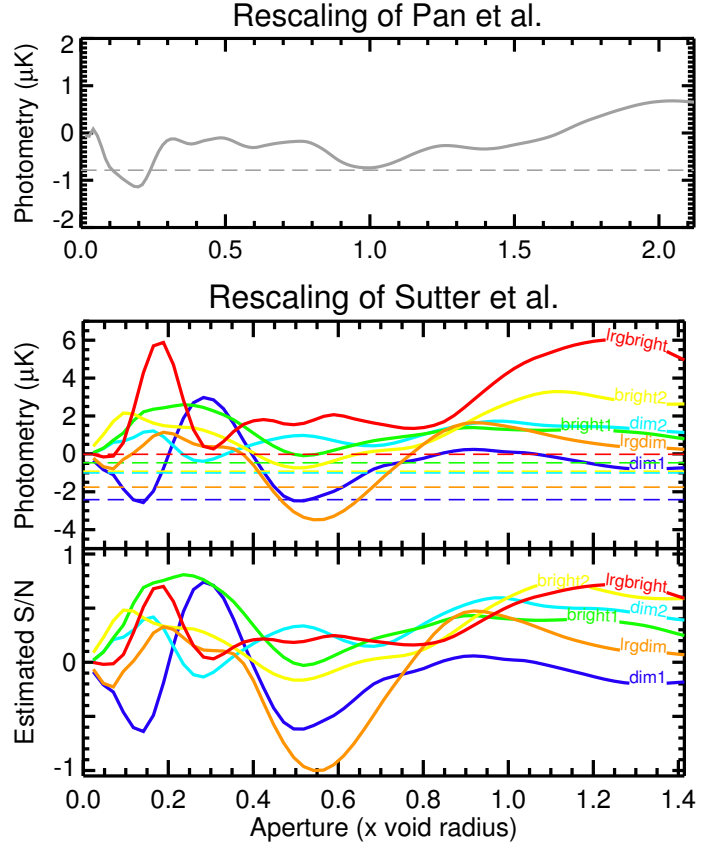 Rescaling of Pan et al.
Photometry (μK)
2
1
0
-1
-2
0.0 0.5 1.0 1.5 2.0
Rescaling of Sutter et al.
Photometry (μK)
6
4
2
0
-2
-4
lrgbright
bright2
dim2
bright1
lrgdim
dim1
Estimated S/N
1
0
-1
bright2
lrgbright
dim2
bright1
lrgdim
dim1
0.0 0.2 0.4 0.6 0.8 1.0 1.2 1.4
Aperture (x void radius)